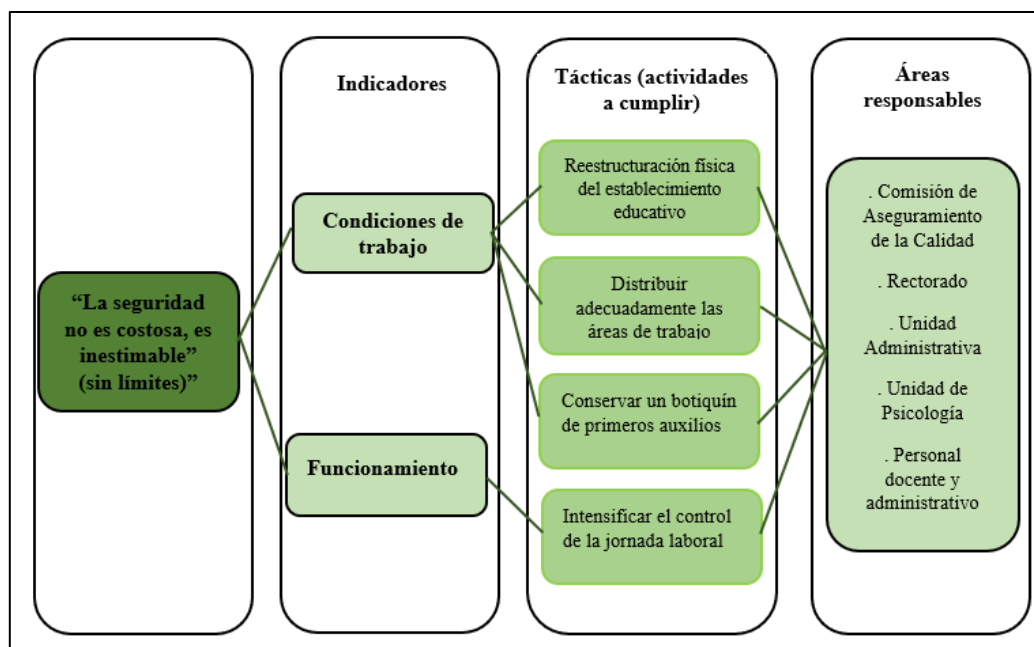 “La seguridad
no es costosa, es
inestimable”
(sin límites)”
Indicadores
Condiciones de
trabajo
Funcionamiento
Tácticas (actividades
a cumplir)
Reestructuración física
del establecimiento
educativo
Distribuir
adecuadamente las
áreas de trabajo
Conservar un botiquín
de primeros auxilios
Intensificar el control
de la jornada laboral
Áreas
responsables
. Comisión de
Aseguramiento
de la Calidad
. Rectorado
. Unidad
Administrativa
. Unidad de
Psicología
. Personal
docente y
administrativo